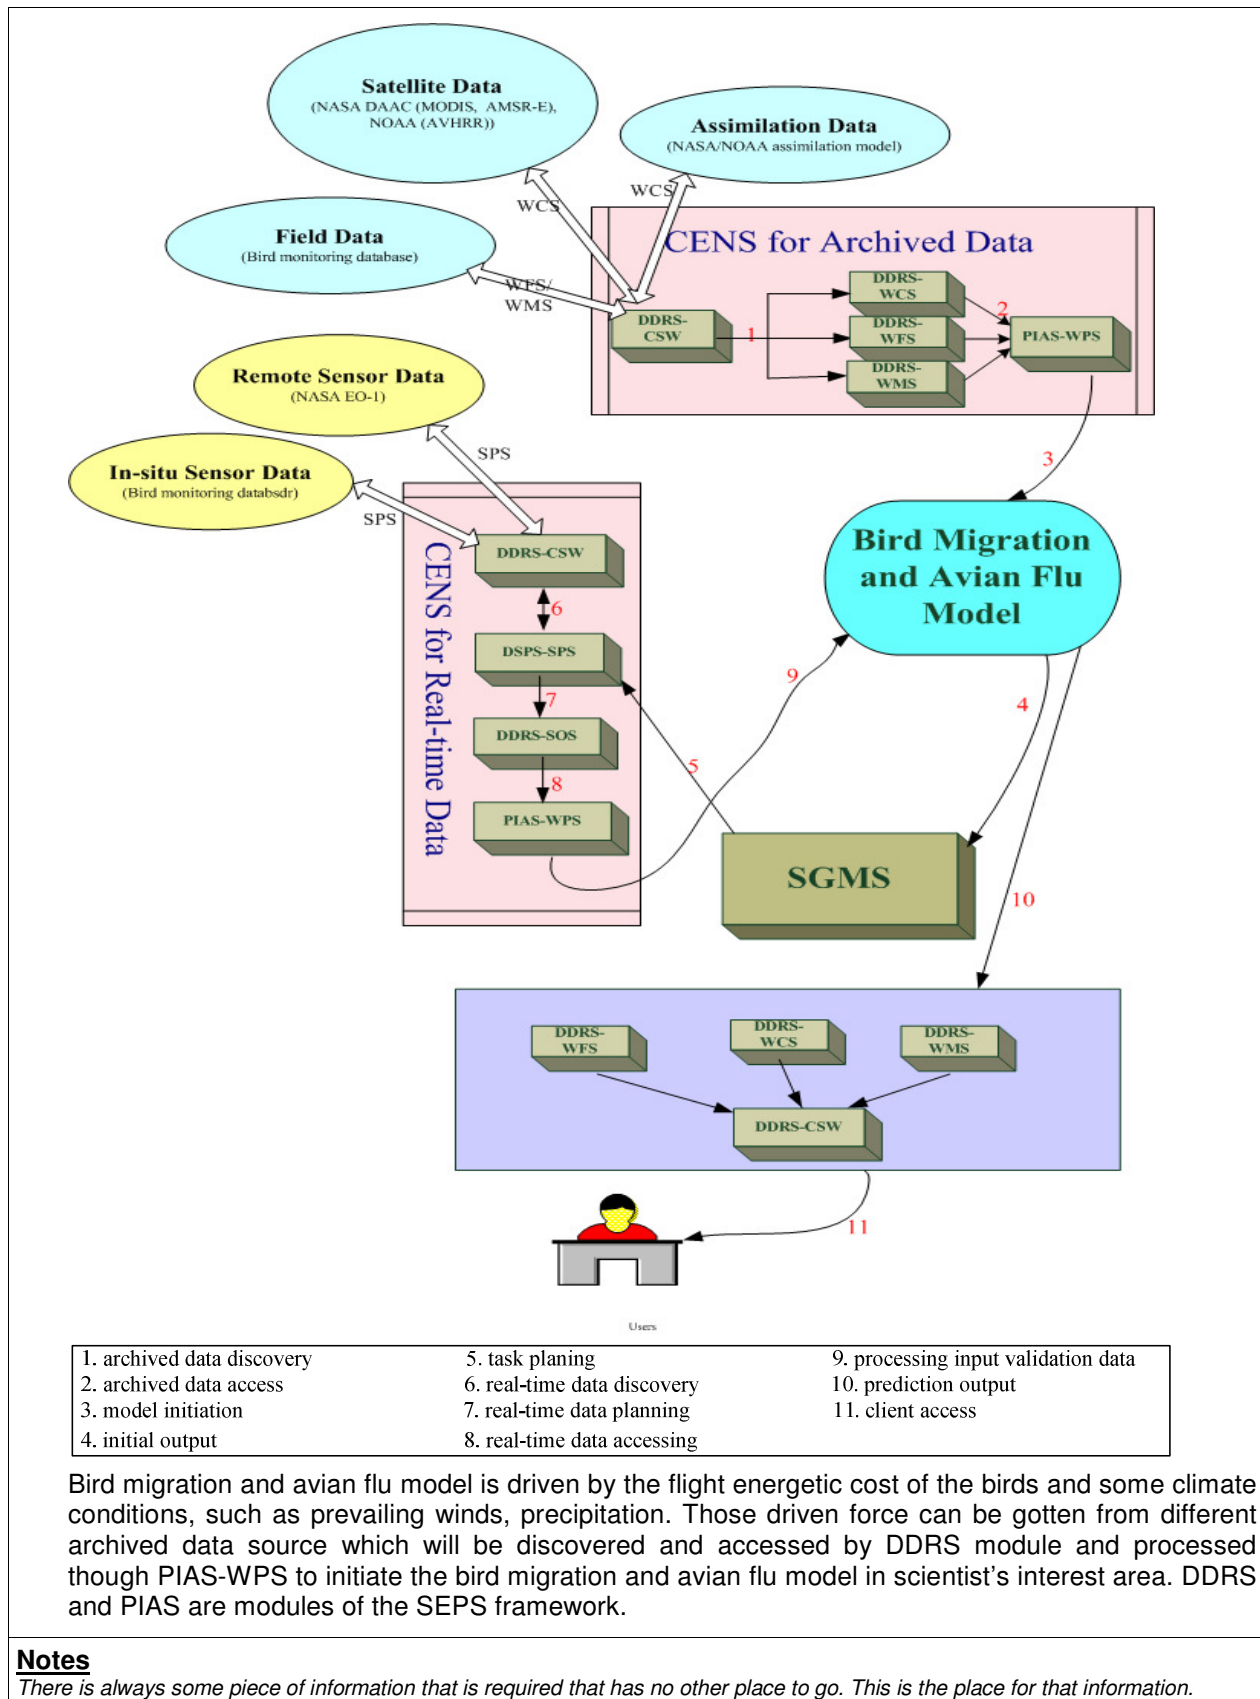 Satellite Data
(NASA DAAC (MODIS, AMSR-E),
NOAA (AVHRR))
Assimilation Data
(NASA/NOAA assimilation model)
WCS
WCS
Field Data
(Bird monitoring database)
WFS/
WMS
CENS for Archived Data
DDRS-
CSW
1
DDRS-
WCS
DDRS-
WFS
DDRS-
WMS
2
PIAS-WPS
3
Remote Sensor Data
(NASA EO-1)
SPS
In-situ Sensor Data
(Bird monitoring databsdr)
SPS
CENS for Real-time Data
DDRS-CSW
6
DSPS-SPS
7
DDRS-SOS
8
PIAS-WPS
Bird Migration
and Avian Flu
Model
9
4
5
SGMS
10
DDRS-
WFS
DDRS-
WCS
DDRS-
WMS
DDRS-CSW
11
Users
1. archived data discovery
2. archived data access
3. model initiation
4. initial output
5. task planing
6. real-time data discovery
7. real-time data planning
8. real-time data accessing
9. processing input validation data
10. prediction output
11. client access
Bird migration and avian flu model is driven by the flight energetic cost of the birds and some climate
conditions, such as prevailing winds, precipitation. Those driven force can be gotten from different
archived data source which will be discovered and accessed by DDRS module and processed
though PIAS-WPS to initiate the bird migration and avian flu model in scientist's interest area. DDRS
and PIAS are modules of the SEPS framework.
Notes
There is always some piece of information that is required that has no other place to go. This is the place for that information.